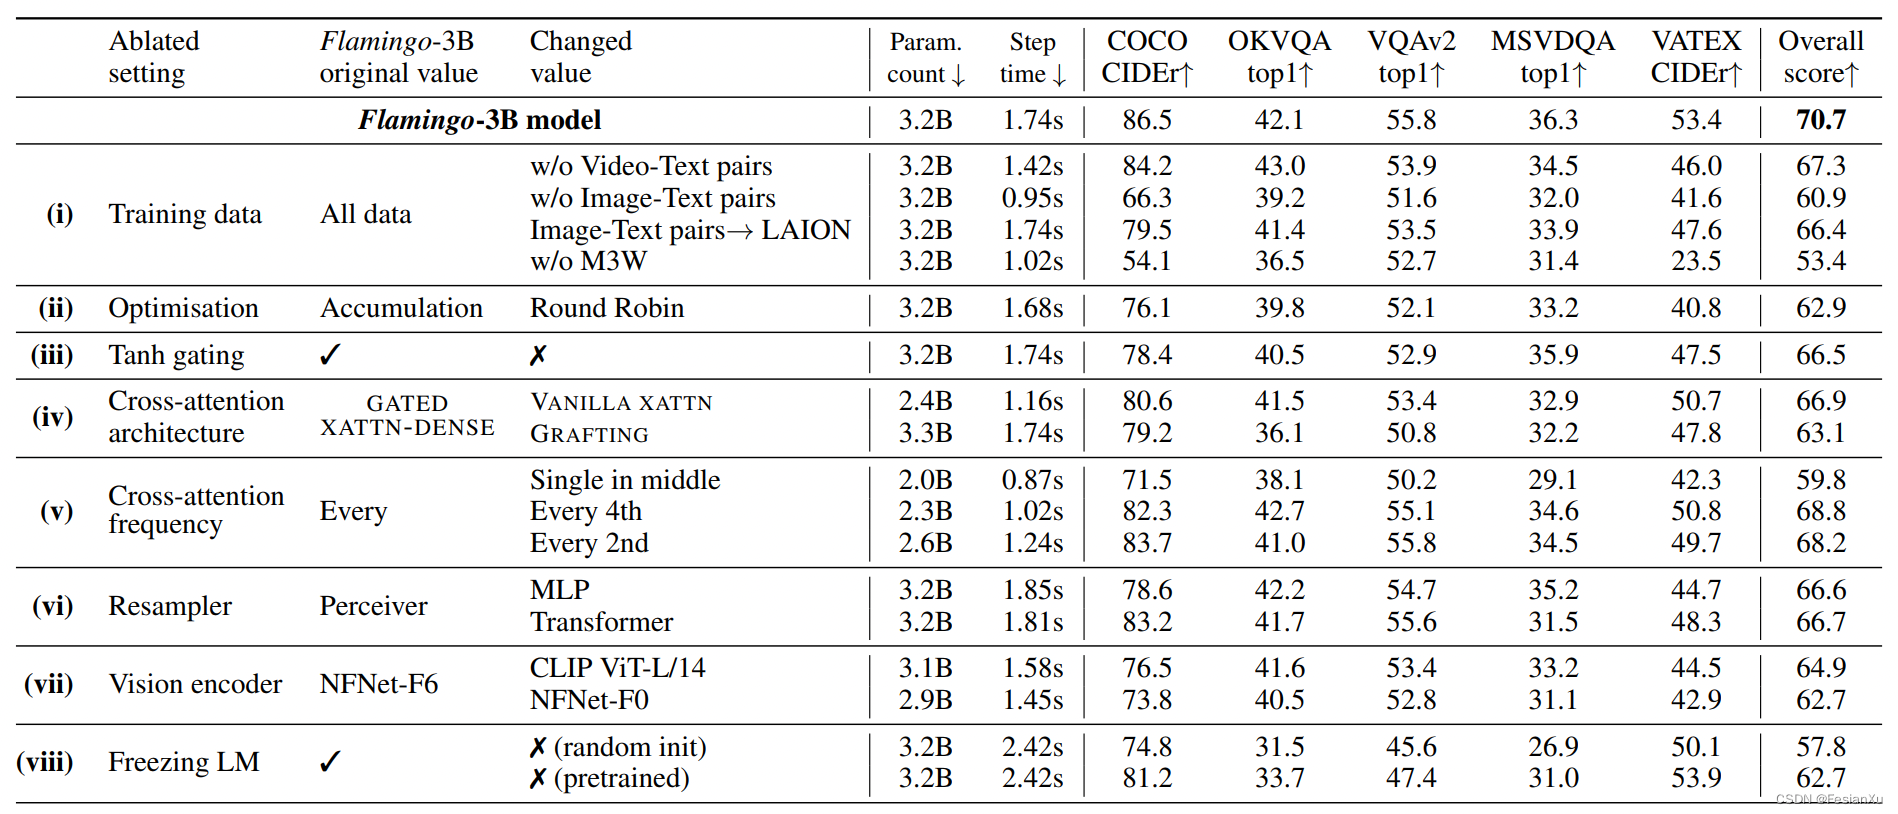 Ablated setting Flamingo-3B original value Changed value Param. count ↓ Step time ↓ COCO CIDEr↑ OKVQA top1↑ VQAv2 top1↑ MSVDQA top1↑ VATEX CIDEr↑ Overall score↑
Flamingo-3B model 3.2B 1.74s 86.5 42.1 55.8 36.3 53.4 70.7
(i) Training data All data w/o Video-Text pairs 3.2B 1.42s 84.2 43.0 53.9 34.5 46.0 67.3
w/o Image-Text pairs 3.2B 0.95s 66.3 39.2 51.6 32.0 41.6 60.9
Image-Text pairs→ LAION 3.2B 1.74s 79.5 41.4 53.5 33.9 47.6 66.4
w/o M3W 3.2B 1.02s 54.1 36.5 52.7 31.4 23.5 53.4
(ii) Optimisation Accumulation Round Robin 3.2B 1.68s 76.1 39.8 52.1 33.2 40.8 62.9
(iii) Tanh gating ✓ ✗ 3.2B 1.74s 78.4 40.5 52.9 35.9 47.5 66.5
(iv) Cross-attention architecture GATED XATTN-DENSE VANILLA XATTN 2.4B 1.16s 80.6 41.5 53.4 32.9 50.7 66.9
GRAFTING 3.3B 1.74s 79.2 36.1 50.8 32.2 47.8 63.1
(v) Cross-attention frequency Every Single in middle 2.0B 0.87s 71.5 38.1 50.2 29.1 42.3 59.8
Every 4th 2.3B 1.02s 82.3 42.7 55.1 34.6 50.8 68.8
Every 2nd 2.6B 1.24s 83.7 41.0 55.8 34.5 49.7 68.2
(vi) Resampler Perceiver MLP 3.2B 1.85s 78.6 42.2 54.7 35.2 44.7 66.6
Transformer 3.2B 1.81s 83.2 41.7 55.6 31.5 48.3 66.7
(vii) Vision encoder NFNet-F6 CLIP ViT-L/14 3.1B 1.58s 76.5 41.6 53.4 33.2 44.5 64.9
NFNet-F0 2.9B 1.45s 73.8 40.5 52.8 31.1 42.9 62.7
(viii) Freezing LM ✓ ✗ (random init) 3.2B 2.42s 74.8 31.5 45.6 26.9 50.1 57.8
✗ (pretrained) 3.2B 2.42s 81.2 33.7 47.4 31.0 53.9 62.7
CSDN @FesianXu